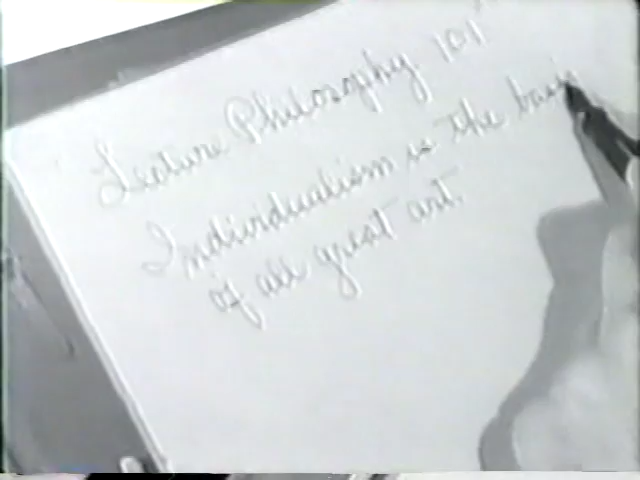 Lecture Philosophy 101
Individualism is the basis
of all great art.